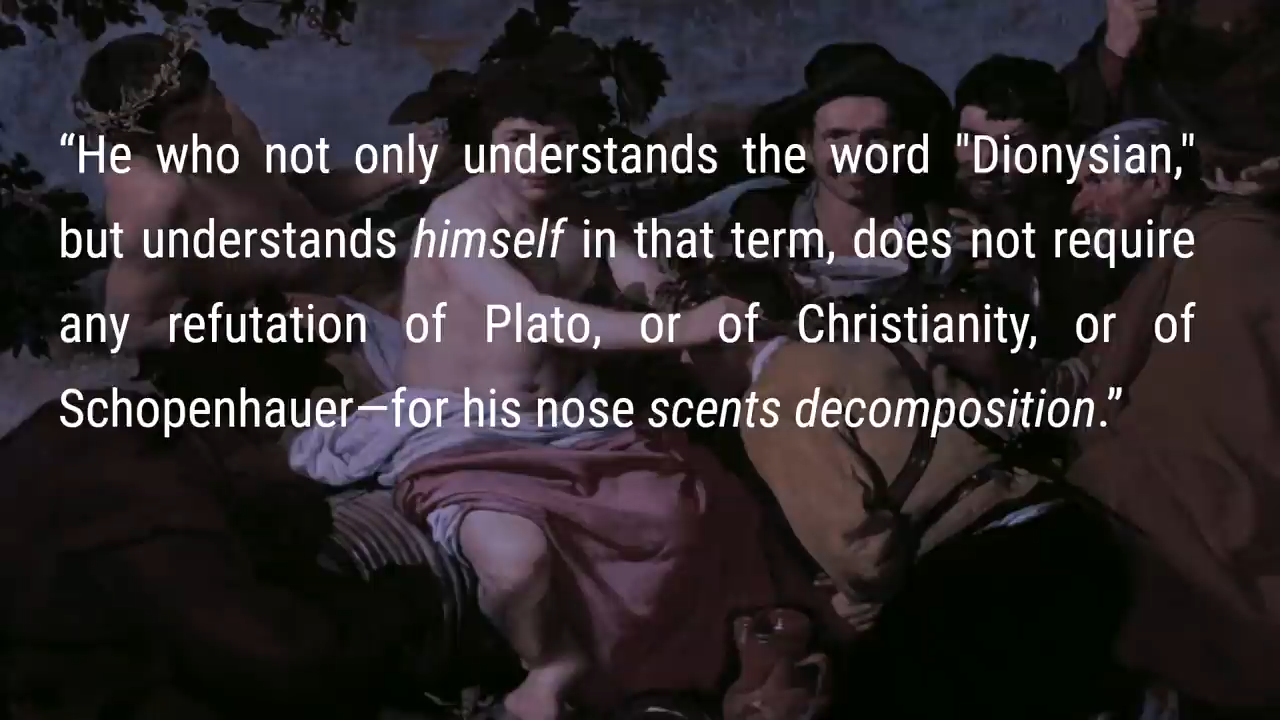 “He who not only understands the word "Dionysian,"
but understands himself in that term, does not require
any refutation of Plato, or of Christianity, or of
Schopenhauer—for his nose scents decomposition.”